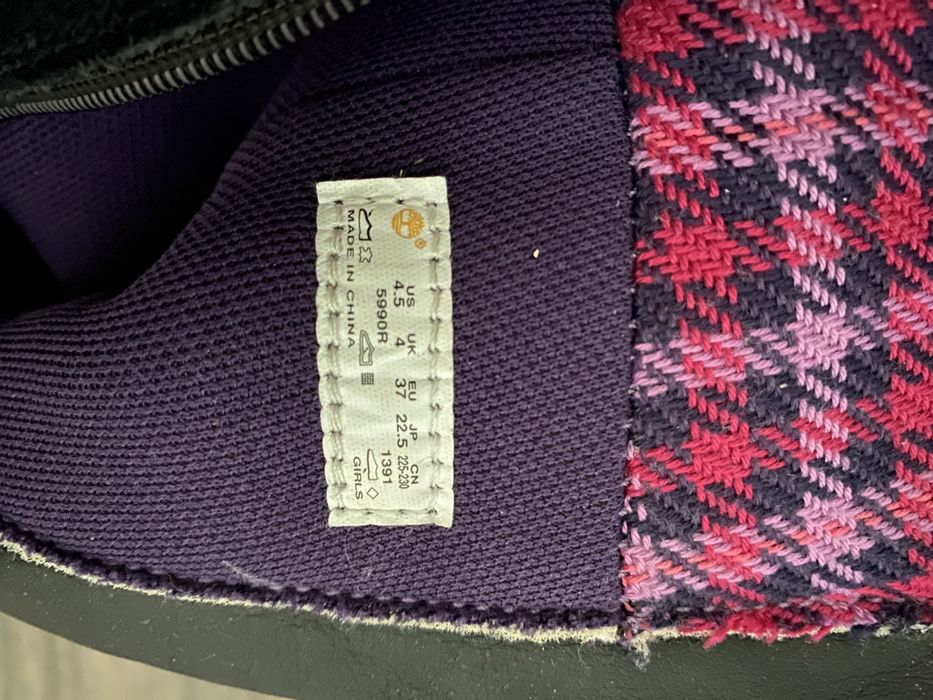 ®
US UK EU JP CN
4.5 4 37 22.5 225-230
5990R 1391
MADE IN CHINA GIRLS